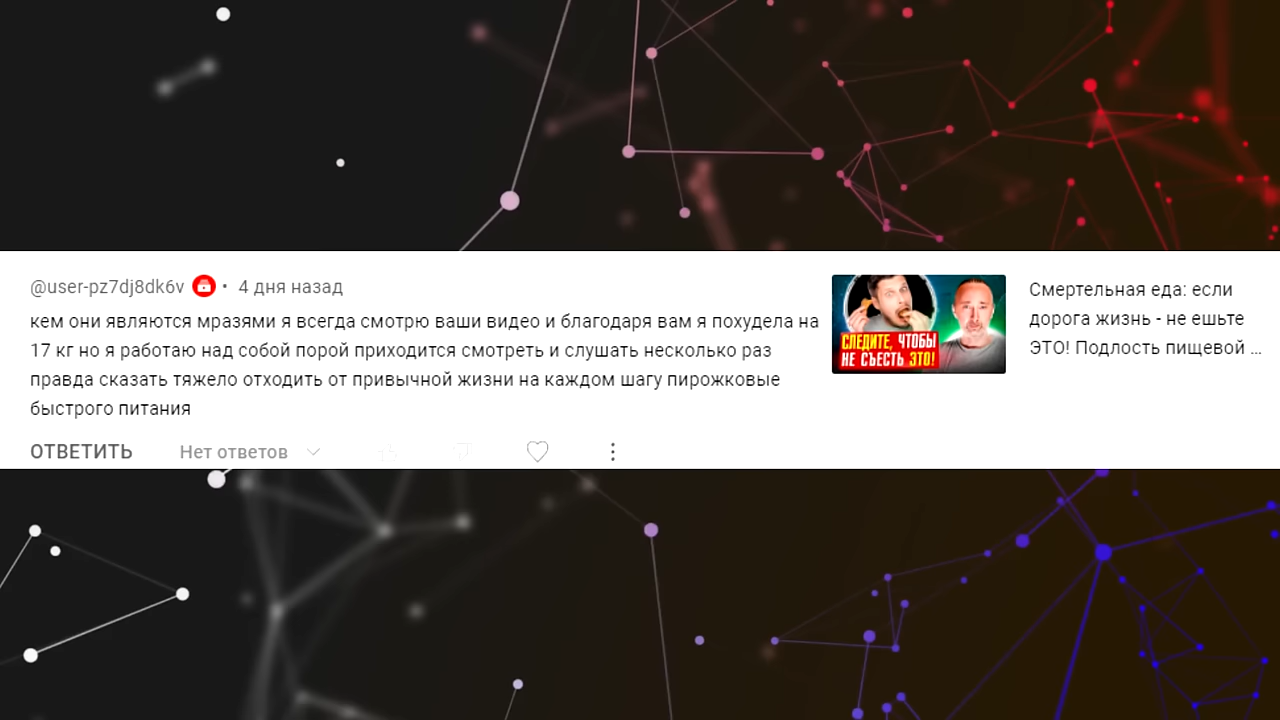 @user-pz7dj8dk6v • 4 дня назад
кем они являются мразями я всегда смотрю ваши видео и благодаря вам я похудела на
17 кг но я работаю над собой порой приходится смотреть и слушать несколько раз
правда сказать тяжело отходить от привычной жизни на каждом шагу пирожковые
быстрого питания
ОТВЕТИТЬ Нет ответов
СЛЕДИТЕ, ЧТОБЫ
НЕ СЪЕСТЬ ЭТО!
Смертельная еда: если
дорога жизнь - не ешьте
ЭТО! Подлость пищевой ...